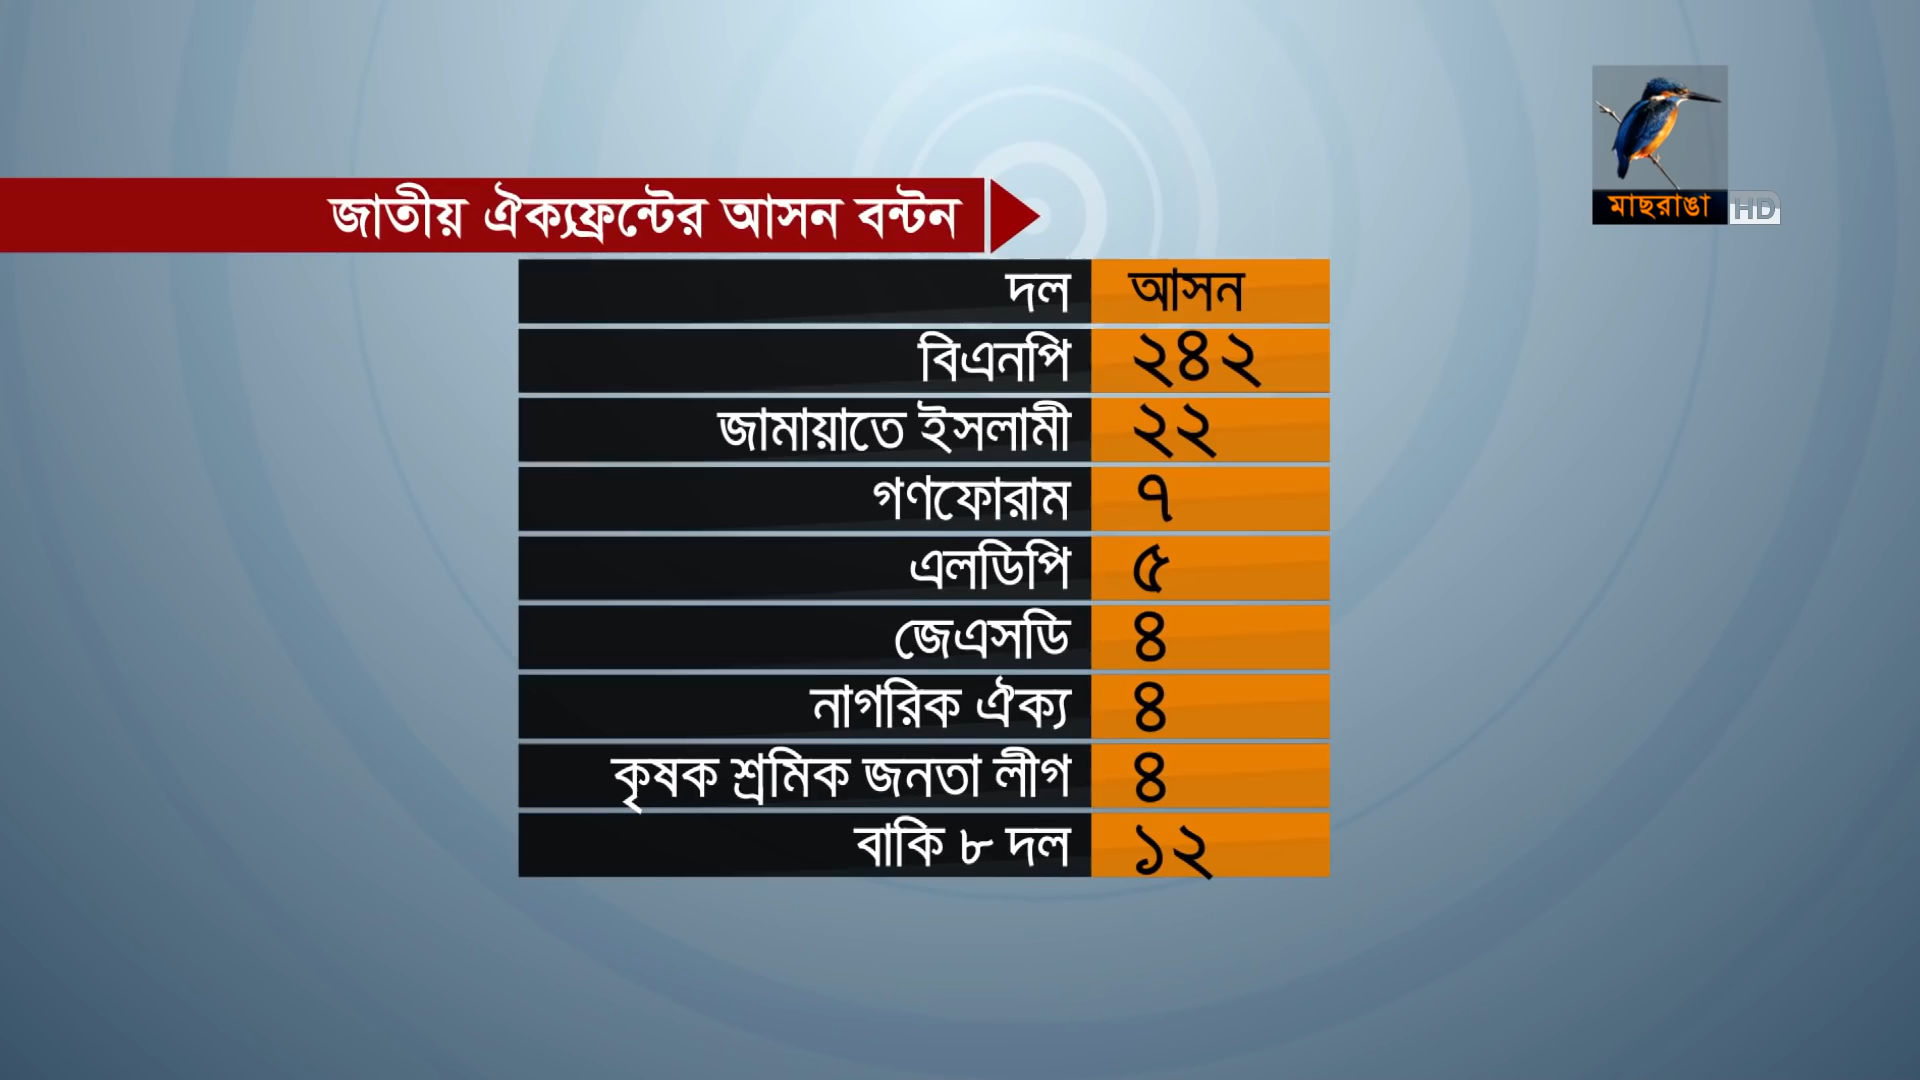 মাছরাঙা HD
জাতীয় ঐক্যফ্রন্টের আসন বন্টন
দল আসন
বিএনপি ২৪২
জামায়াতে ইসলামী ২২
গণফোরাম ৭
এলডিপি ৫
জেএসডি ৪
নাগরিক ঐক্য ৪
কৃষক শ্রমিক জনতা লীগ ৪
বাকি ৮ দল ১২